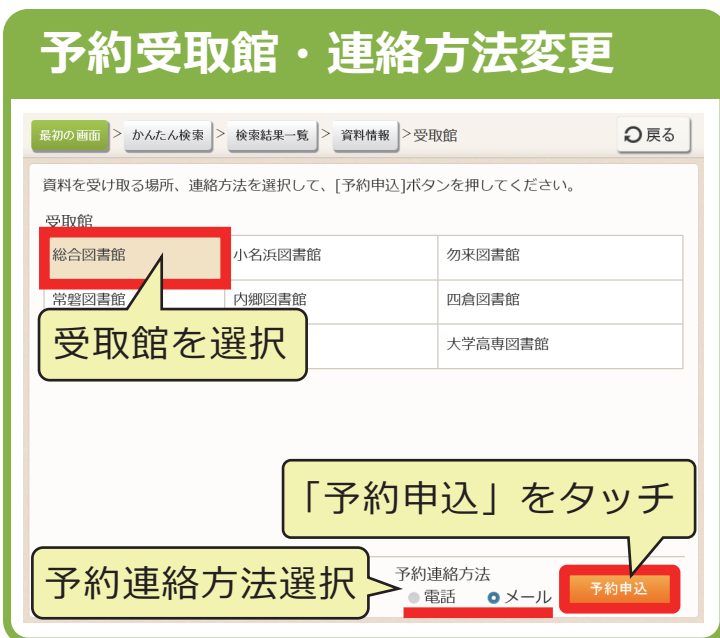 予約受取館・連絡方法変更
最初の画面 > かんたん検索 > 検索結果一覧 > 資料情報 >受取館 戻る
資料を受け取る場所、連絡方法を選択して、[予約申込]ボタンを押してください。
受取館
総合図書館 小名浜図書館 勿来図書館
常磐図書館 内郷図書館 四倉図書館
受取館を選択 大学高専図書館
「予約申込」をタッチ
予約連絡方法選択
予約連絡方法
電話 メール 予約申込